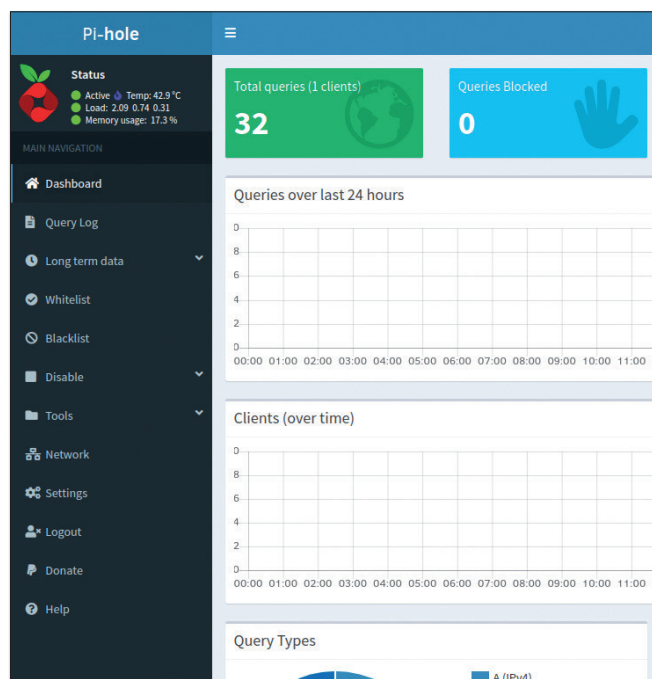 Pi-hole
Status
Active Temp: 42.9 °C
Load: 2.09 0.74 0.31
Memory usage: 17.3 %
MAIN NAVIGATION
Dashboard
Query Log
Long term data
Whitelist
Blacklist
Disable
Tools
Network
Settings
Logout
Donate
Help
Total queries (1 clients)
32
Queries Blocked
0
Queries over last 24 hours
0
8
6
4
2
0
00:00 01:00 02:00 03:00 04:00 05:00 06:00 07:00 08:00 09:00 10:00 11:00
Clients (over time)
0
8
6
4
2
0
00:00 01:00 02:00 03:00 04:00 05:00 06:00 07:00 08:00 09:00 10:00 11:00
Query Types
A (IPv4)